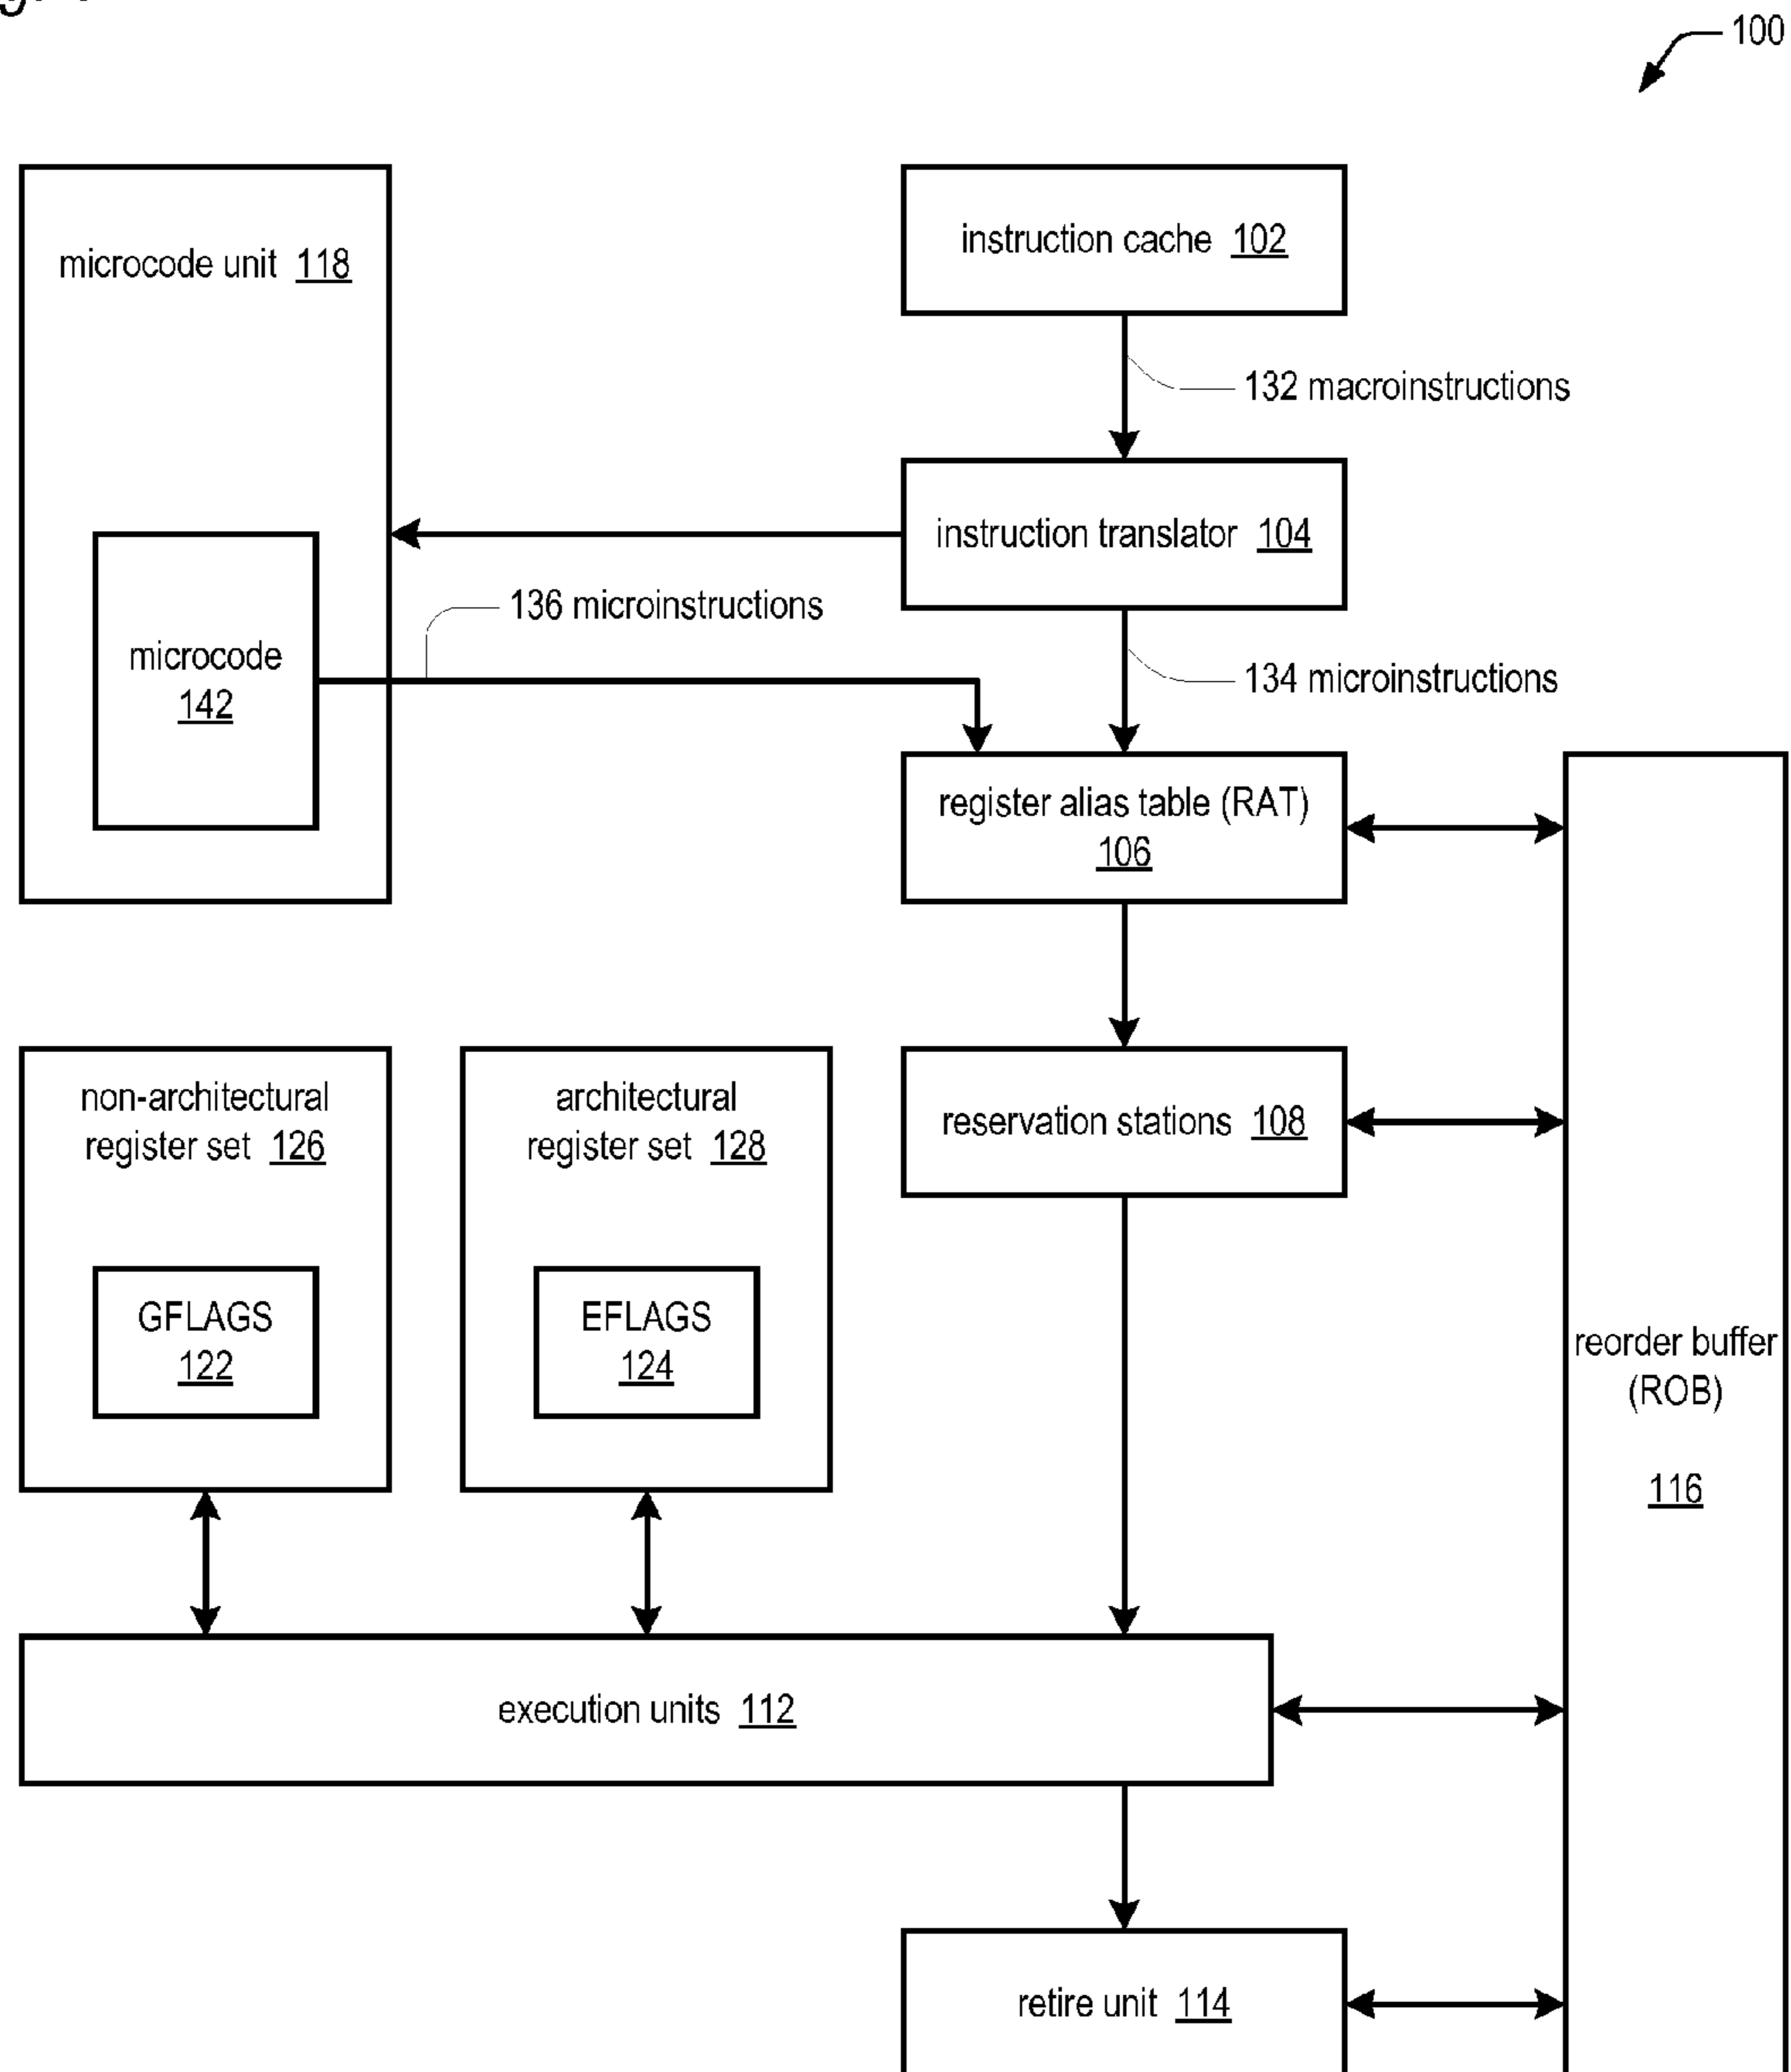 100
microcode unit 118
instruction cache 102
132 macroinstructions
instruction translator 104
136 microinstructions
microcode
142
134 microinstructions
register alias table (RAT)
106
non-architectural
register set 126
architectural
register set 128
reservation stations 108
GFLAGS
122
EFLAGS
124
reorder buffer
(ROB)
116
execution units 112
retire unit 114